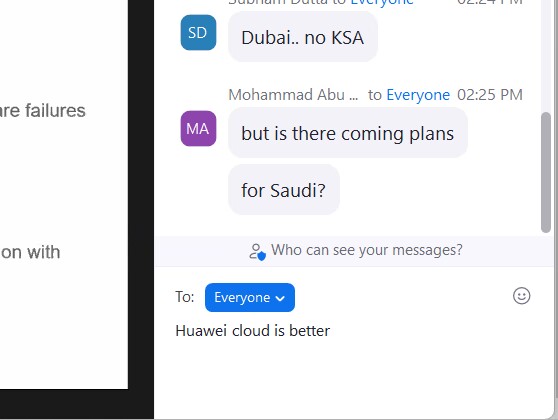 Subham Dutta to Everyone 02:24 PM
SD
Dubai.. no KSA
are failures
Mohammad Abu ... to Everyone 02:25 PM
MA
but is there coming plans
for Saudi?
on with
Who can see your messages?
To: Everyone
Huawei cloud is better